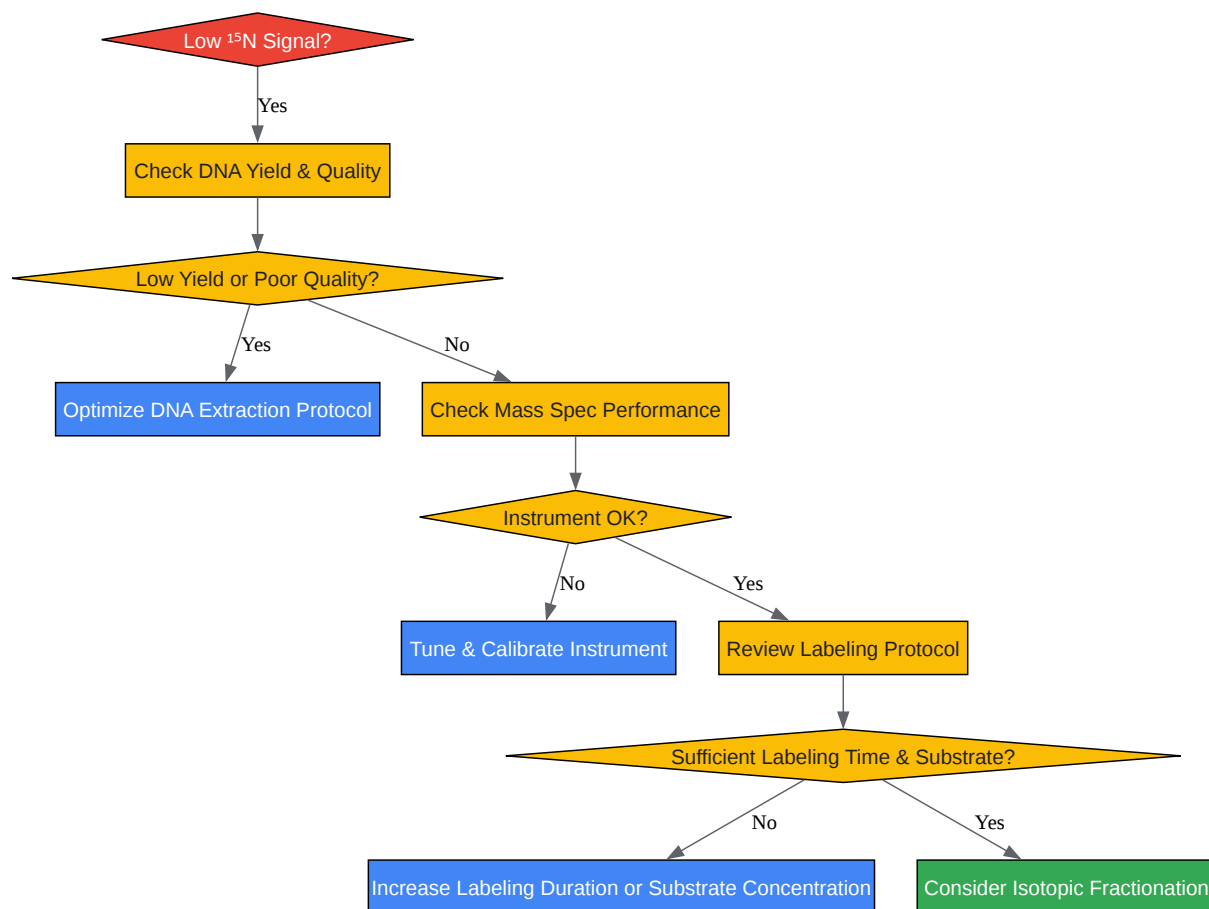 Low ¹⁵N Signal?
Yes
Check DNA Yield & Quality
Low Yield or Poor Quality?
Yes
No
Optimize DNA Extraction Protocol
Check Mass Spec Performance
Instrument OK?
No
Yes
Tune & Calibrate Instrument
Review Labeling Protocol
Sufficient Labeling Time & Substrate?
No
Yes
Increase Labeling Duration or Substrate Concentration
Consider Isotopic Fractionation